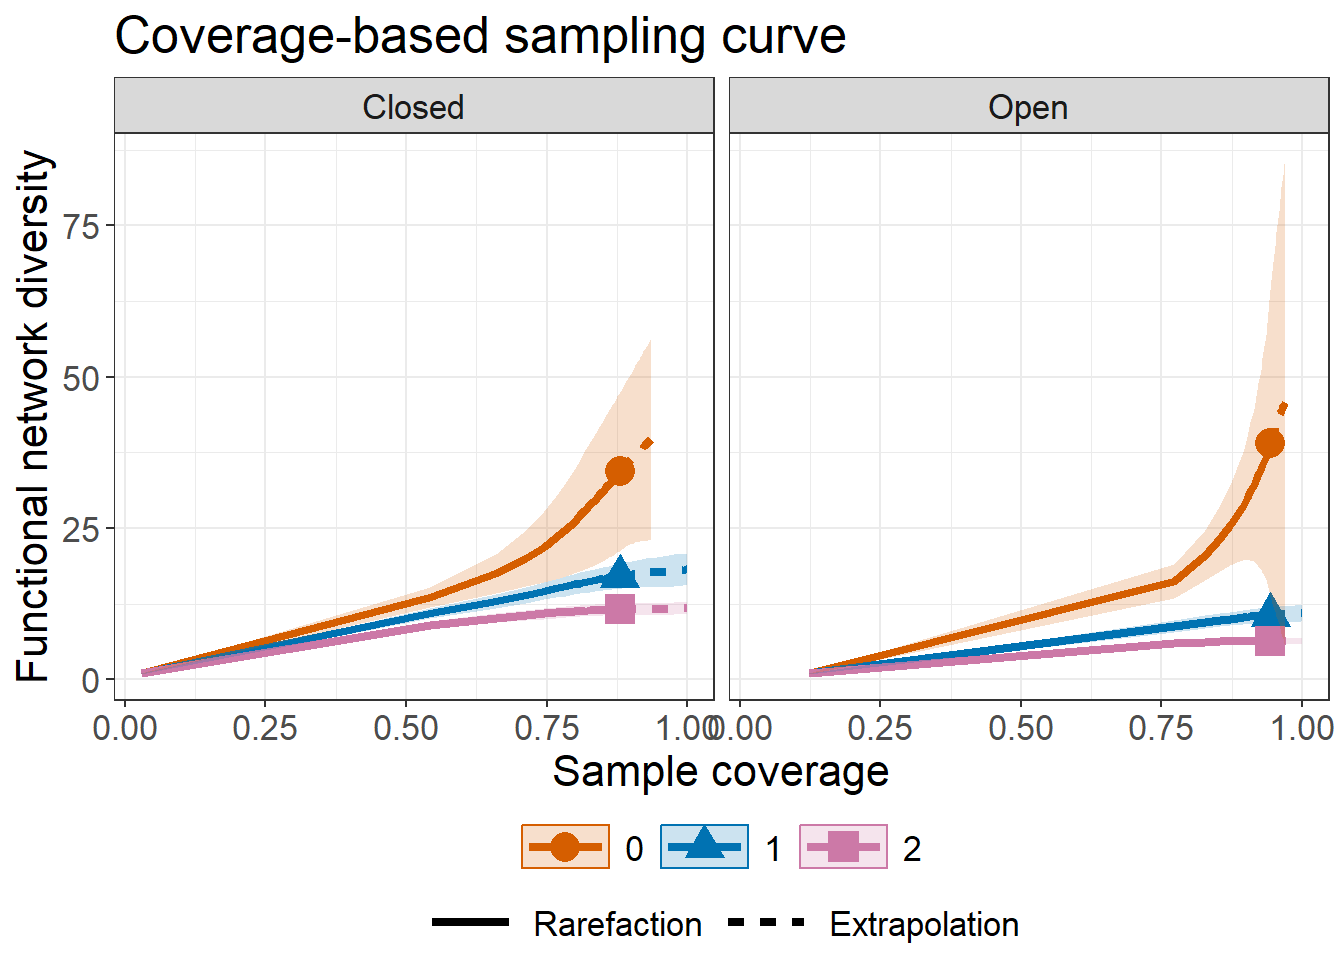 Coverage-based sampling curve
Closed Open
Functional network diversity
75
50
25
0
0.00 0.25 0.50 0.75 1.00 0.00 0.25 0.50 0.75 1.00
Sample coverage
0 1 2
Rarefaction Extrapolation